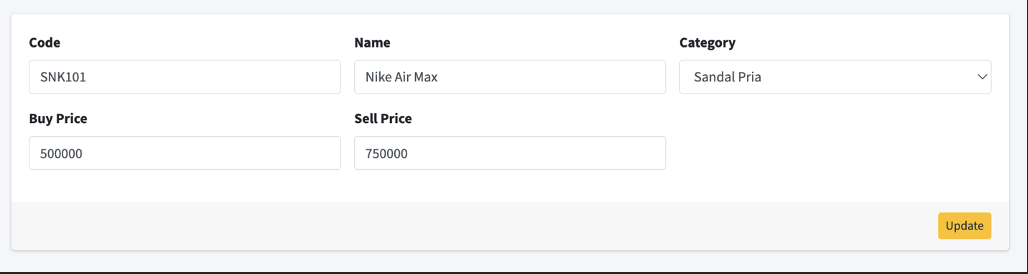 Code Name Category
SNK101 Nike Air Max Sandal Pria
Buy Price Sell Price
500000 750000
Update